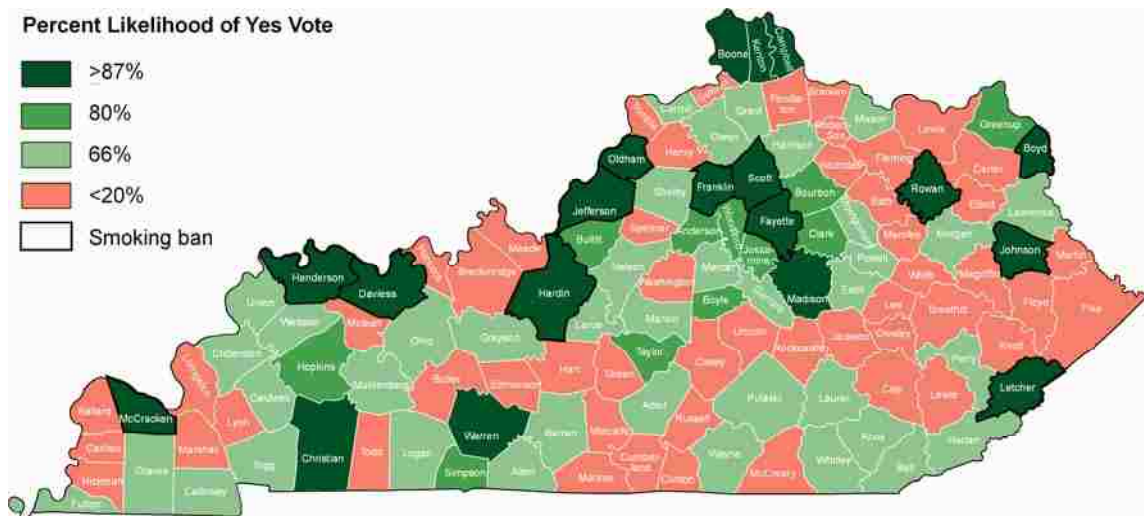 Percent Likelihood of Yes Vote
>87%
80%
66%
<20%
Smoking ban
Boone
Kenton
Campbell
Carroll
Grant
Owen
Bracken
Mason
Lewis
Greenup
Boyd
Carter
Fleming
Harrison
Henry
Oldham
Shelby
Franklin
Scott
Bourbon
Rowan
Elliott
Lawrence
Bath
Jefferson
Spencer
Anderson
Fayette
Clark
Morgan
Johnson
Martin
Bullitt
Powell
Meade
Nelson
Mercer
Madison
Estill
Wolfe
Magoffin
Floyd
Pike
Henderson
Daviess
Breckinridge
Hardin
Washington
Boyle
Lee
Breathitt
Knott
Union
Webster
Mclean
Ohio
Grayson
Larue
Marion
Lincoln
Jackson
Owsley
Perry
Letcher
Hopkins
Muhlenberg
Butler
Edmonson
Hart
Green
Taylor
Casey
Rockcastle
Clay
Crittenden
Caldwell
Lyon
Warren
Barren
Adair
Russell
Pulaski
Laurel
Harlan
Ballard
McCracken
Marshall
Trigg
Christian
Todd
Logan
Simpson
Allen
Monroe
Clinton
Wayne
McCreary
Whitley
Knox
Bell
Graves
Calloway
Hickman
Fulton